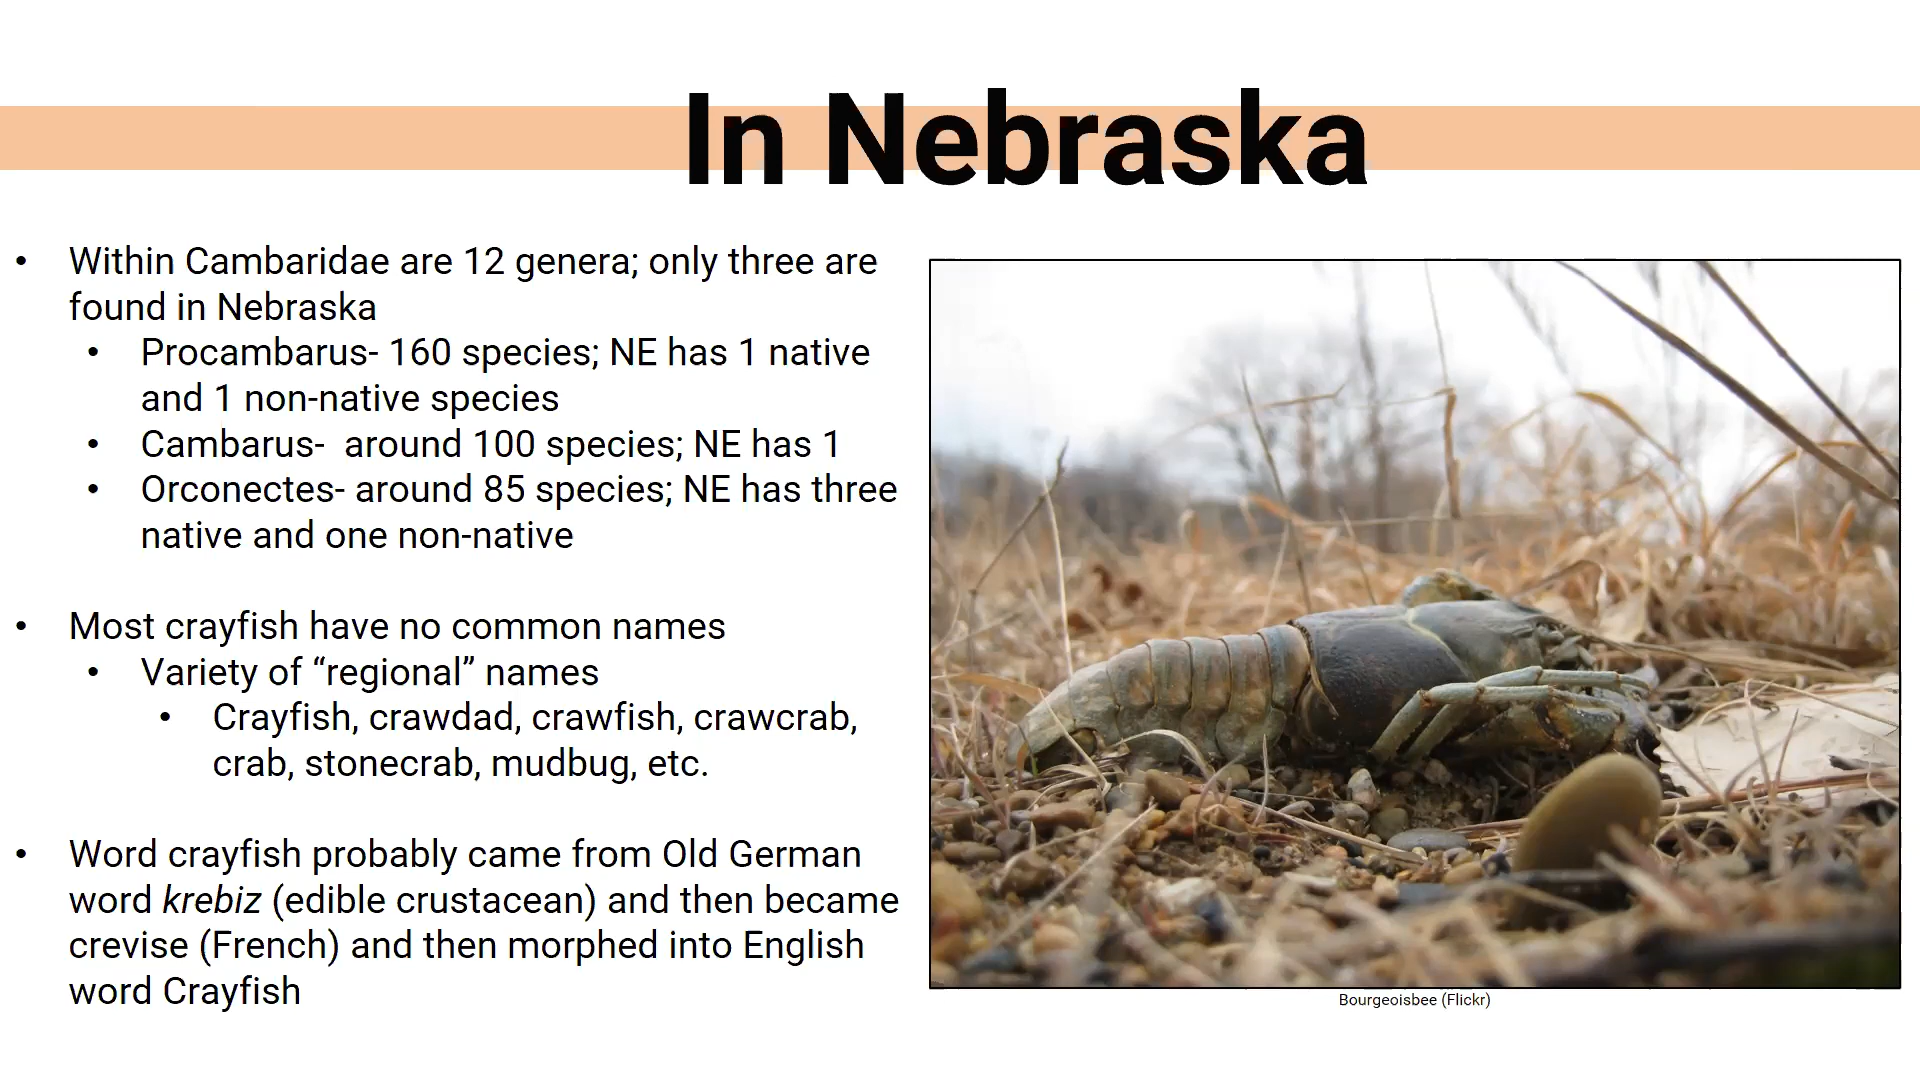 In Nebraska
• Within Cambaridae are 12 genera; only three are
found in Nebraska
• Procambarus- 160 species; NE has 1 native
and 1 non-native species
• Cambarus-  around 100 species; NE has 1
• Orconectes- around 85 species; NE has three
native and one non-native
• Most crayfish have no common names
• Variety of “regional” names
• Crayfish, crawdad, crawfish, crawcrab,
crab, stonecrab, mudbug, etc.
• Word crayfish probably came from Old German
word krebiz (edible crustacean) and then became
crevise (French) and then morphed into English
word Crayfish
Bourgeoisbee (Flickr)